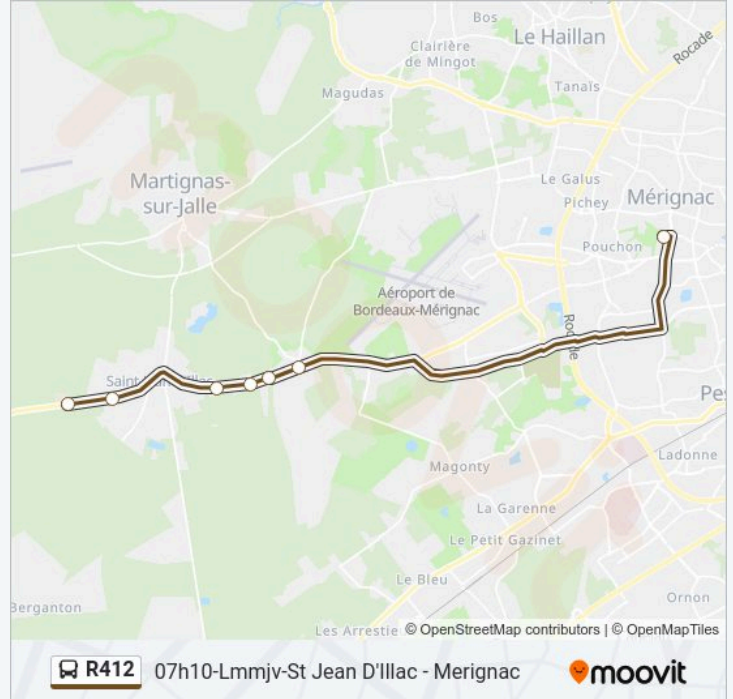 Bos
Le Haillan
Rocade
Clairière
de Mingot
Tanaïs
Magudas
Martignas-
sur-Jalle
Le Galus
Pichey
Mérignac
Pouchon
Aéroport de
Bordeaux-Mérignac
Rocade
Pes
Magonty
Ladonne
La Garenne
Le Petit Gazinet
Le Bleu
Berganton
Ornon
Les Arrestie
© OpenStreetMap contributors | © OpenMapTiles
R412
07h10-Lmmjv-St Jean D'Illac - Merignac
moovit